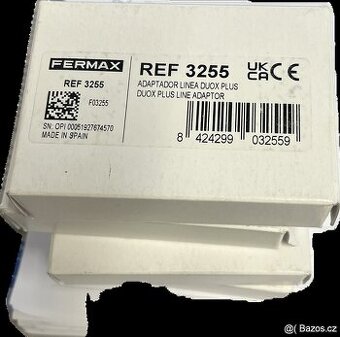 FERMAX
REF 3255
F03255
SN: OPI 00051927674570
MADE IN SPAIN
REF 3255
UK CA CE
ADAPTADOR LINEA DUOX PLUS
DUOX PLUS LINE ADAPTOR
8 424299 032559
(c) Bazos.cz